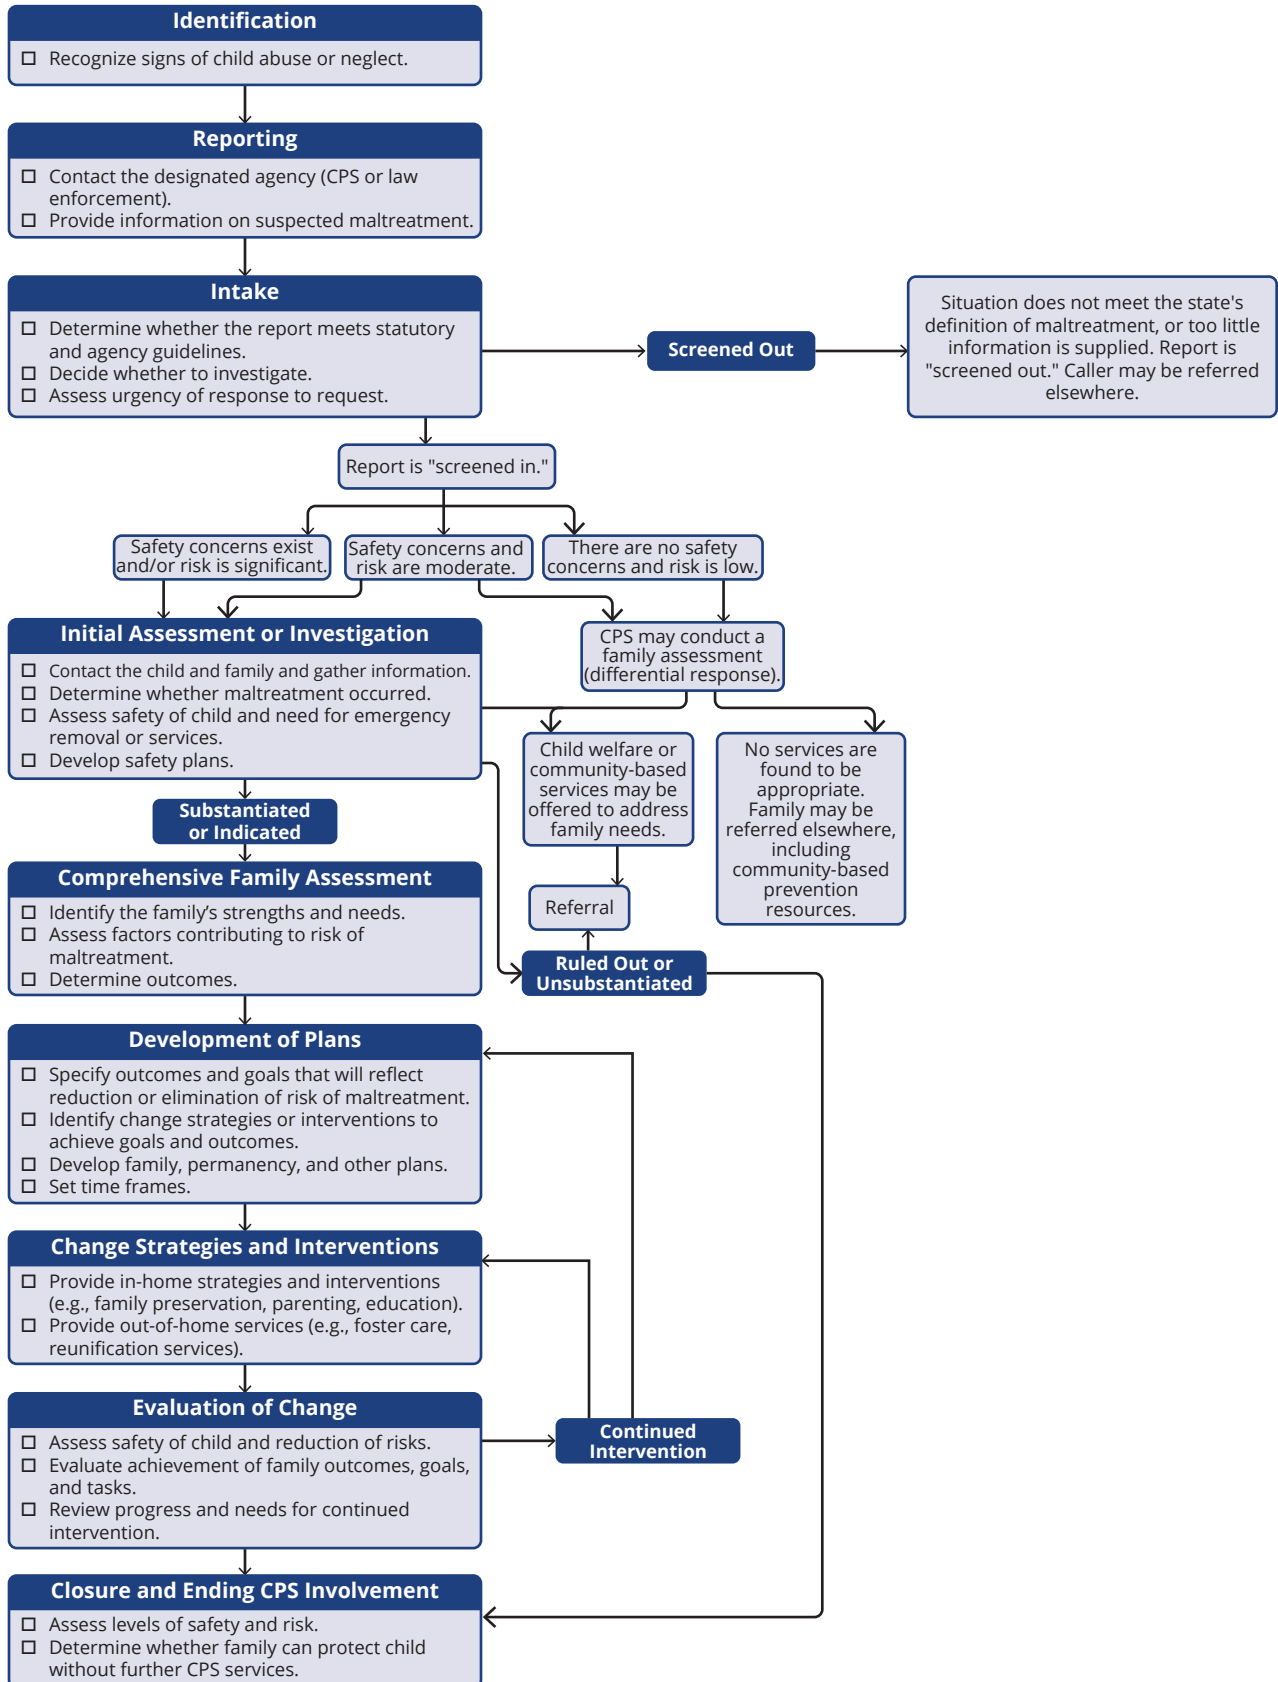 Identification
☐ Recognize signs of child abuse or neglect.
Reporting
☐ Contact the designated agency (CPS or law
enforcement).
☐ Provide information on suspected maltreatment.
Intake
☐ Determine whether the report meets statutory
and agency guidelines.
☐ Decide whether to investigate.
☐ Assess urgency of response to request.
Screened Out
Situation does not meet the state's
definition of maltreatment, or too little
information is supplied. Report is
"screened out." Caller may be referred
elsewhere.
Report is "screened in."
Safety concerns exist
and/or risk is significant.
Safety concerns and
risk are moderate.
There are no safety
concerns and risk is low.
Initial Assessment or Investigation
☐ Contact the child and family and gather information.
☐ Determine whether maltreatment occurred.
☐ Assess safety of child and need for emergency
removal or services.
☐ Develop safety plans.
CPS may conduct a
family assessment
(differential response).
Child welfare or
community-based
services may be
offered to address
family needs.
No services are
found to be
appropriate.
Family may be
referred elsewhere,
including
community-based
prevention
resources.
Substantiated
or Indicated
Referral
Comprehensive Family Assessment
☐ Identify the family’s strengths and needs.
☐ Assess factors contributing to risk of
maltreatment.
☐ Determine outcomes.
Ruled Out or
Unsubstantiated
Development of Plans
☐ Specify outcomes and goals that will reflect
reduction or elimination of risk of maltreatment.
☐ Identify change strategies or interventions to
achieve goals and outcomes.
☐ Develop family, permanency, and other plans.
☐ Set time frames.
Change Strategies and Interventions
☐ Provide in-home strategies and interventions
(e.g., family preservation, parenting, education).
☐ Provide out-of-home services (e.g., foster care,
reunification services).
Evaluation of Change
☐ Assess safety of child and reduction of risks.
☐ Evaluate achievement of family outcomes, goals,
and tasks.
☐ Review progress and needs for continued
intervention.
Continued
Intervention
Closure and Ending CPS Involvement
☐ Assess levels of safety and risk.
☐ Determine whether family can protect child
without further CPS services.